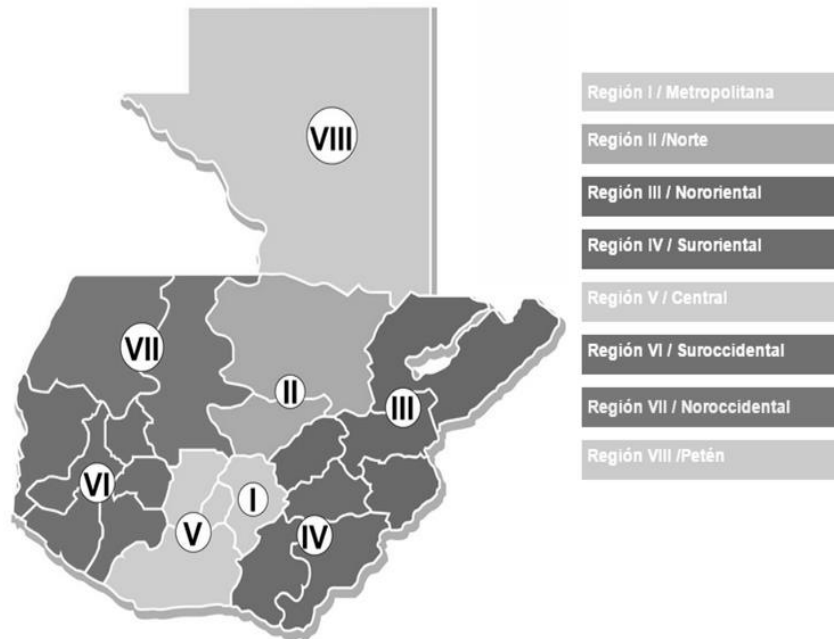 VIII
VII
II
III
VI
I
V
IV
Región I / Metropolitana
Región II /Norte
Región III / Nororiental
Región IV / Suroriental
Región V / Central
Región VI / Suroccidental
Región VII / Noroccidental
Región VIII /Petén